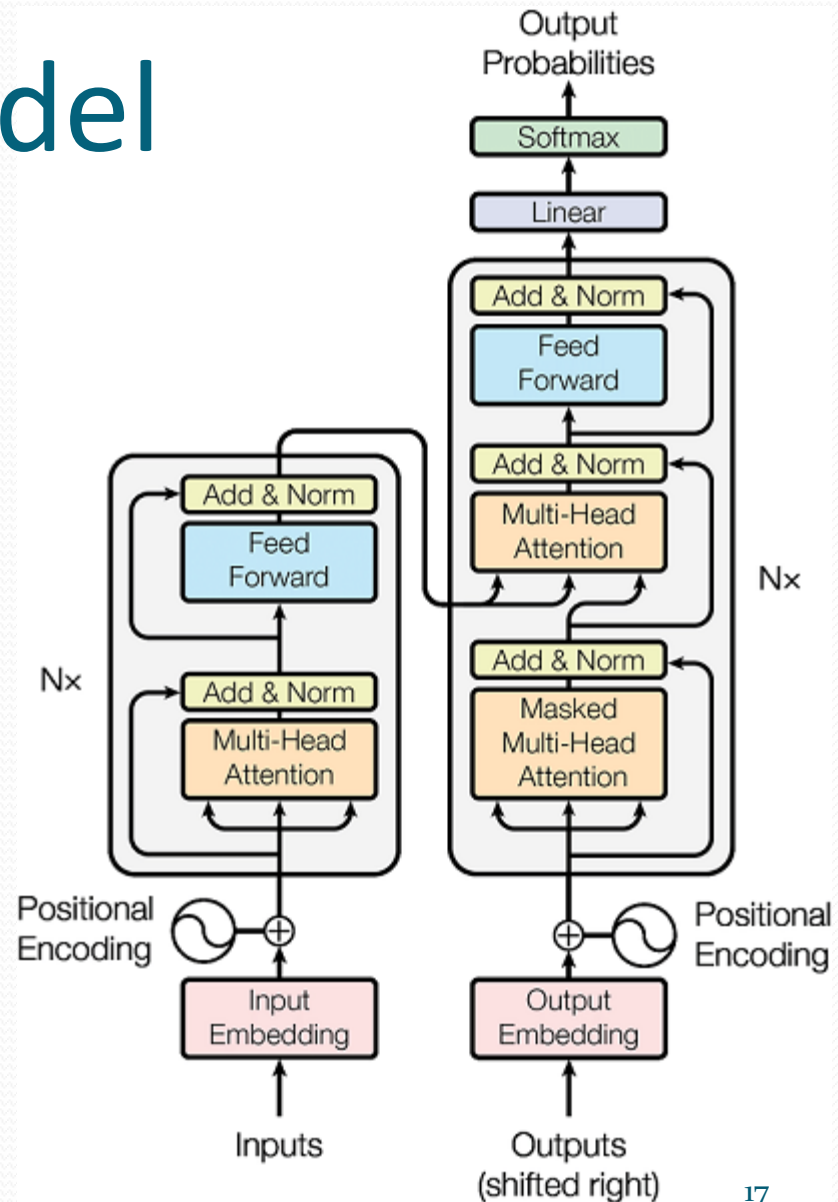 del
Output
Probabilities
Softmax
Linear
Add & Norm
Feed
Forward
Add & Norm
Multi-Head
Attention
Nx
Add & Norm
Masked
Multi-Head
Attention
Add & Norm
Feed
Forward
Nx
Add & Norm
Multi-Head
Attention
Positional
Encoding
Positional
Encoding
Input
Embedding
Output
Embedding
Inputs
Outputs
(shifted right)
17